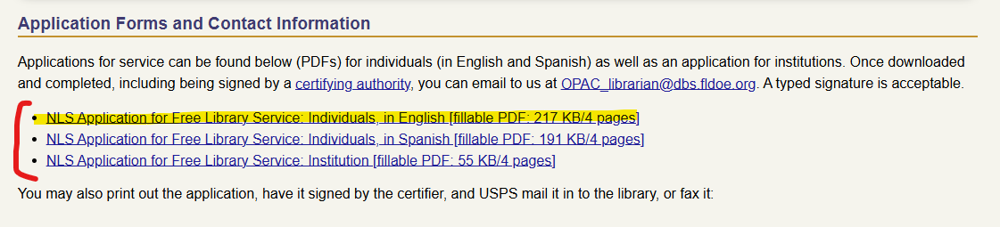 Application Forms and Contact Information
Applications for service can be found below (PDFs) for individuals (in English and Spanish) as well as an application for institutions. Once downloaded
and completed, including being signed by a certifying authority, you can email to us at OPAC_librarian@dbs.fldoe.org. A typed signature is acceptable.
• NLS Application for Free Library Service: Individuals, in English [fillable PDF: 217 KB/4 pages]
• NLS Application for Free Library Service: Individuals, in Spanish [fillable PDF: 191 KB/4 pages]
• NLS Application for Free Library Service: Institution [fillable PDF: 55 KB/4 pages]
You may also print out the application, have it signed by the certifier, and USPS mail it in to the library, or fax it: